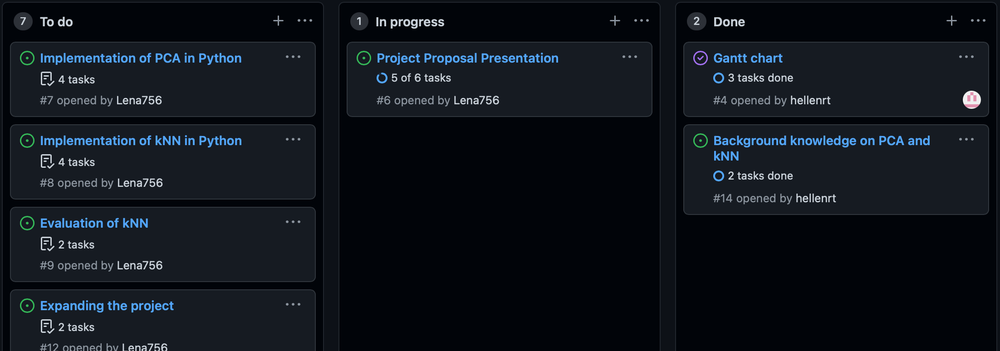 7 To do
Implementation of PCA in Python
4 tasks
#7 opened by Lena756
Implementation of kNN in Python
4 tasks
#8 opened by Lena756
Evaluation of kNN
2 tasks
#9 opened by Lena756
Expanding the project
2 tasks
#12 opened by Lena756
1 In progress
Project Proposal Presentation
5 of 6 tasks
#6 opened by Lena756
2 Done
Gantt chart
3 tasks done
#4 opened by hellenrt
Background knowledge on PCA and
kNN
2 tasks done
#14 opened by hellenrt